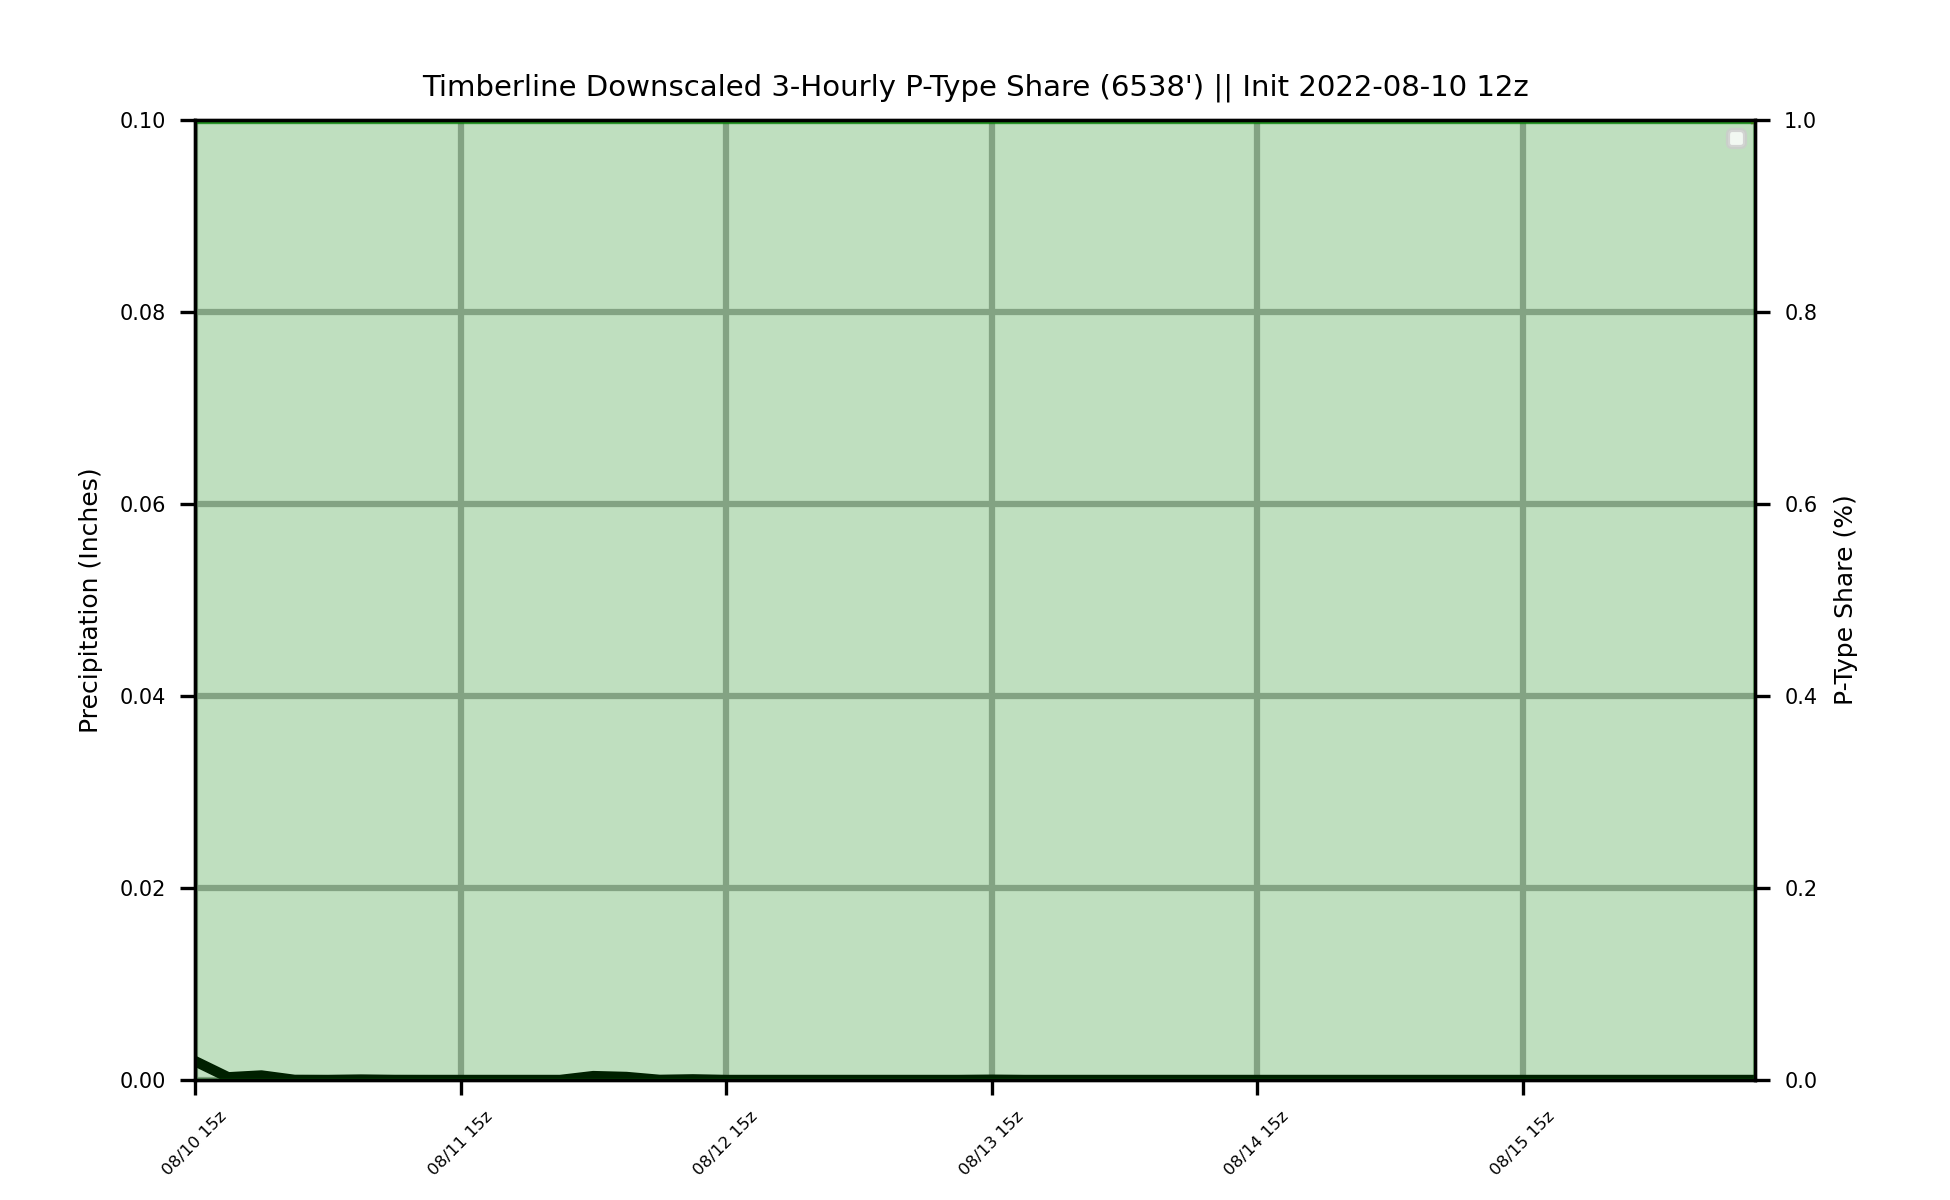 Timberline Downscaled 3-Hourly P-Type Share (6538') || Init 2022-08-10 12z
Precipitation (Inches)
0.10
0.08
0.06
0.04
0.02
0.00
1.0
0.8
0.6
0.4
0.2
0.0
P-Type Share (%)
08/10 15z
08/11 15z
08/12 15z
08/13 15z
08/14 15z
08/15 15z